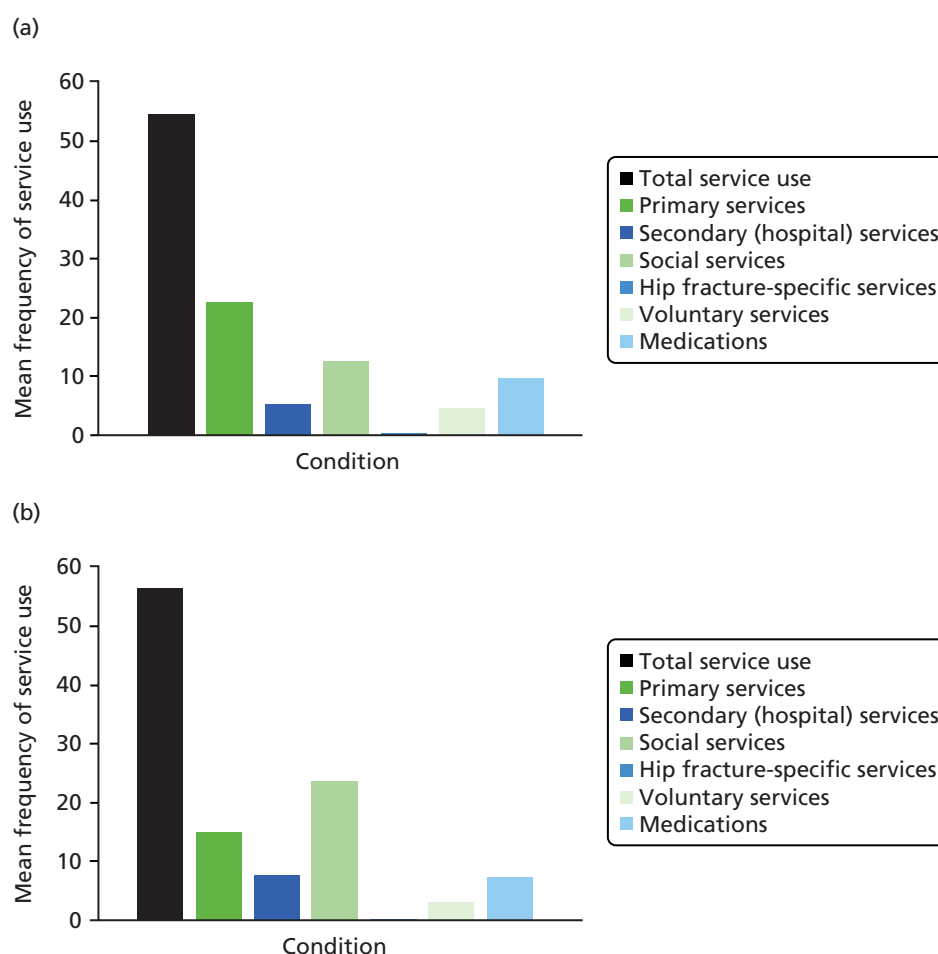 (a)
Mean frequency of service use
60
50
40
30
20
10
0
Condition
Total service use
Primary services
Secondary (hospital) services
Social services
Hip fracture-specific services
Voluntary services
Medications
(b)
Mean frequency of service use
60
50
40
30
20
10
0
Condition
Total service use
Primary services
Secondary (hospital) services
Social services
Hip fracture-specific services
Voluntary services
Medications